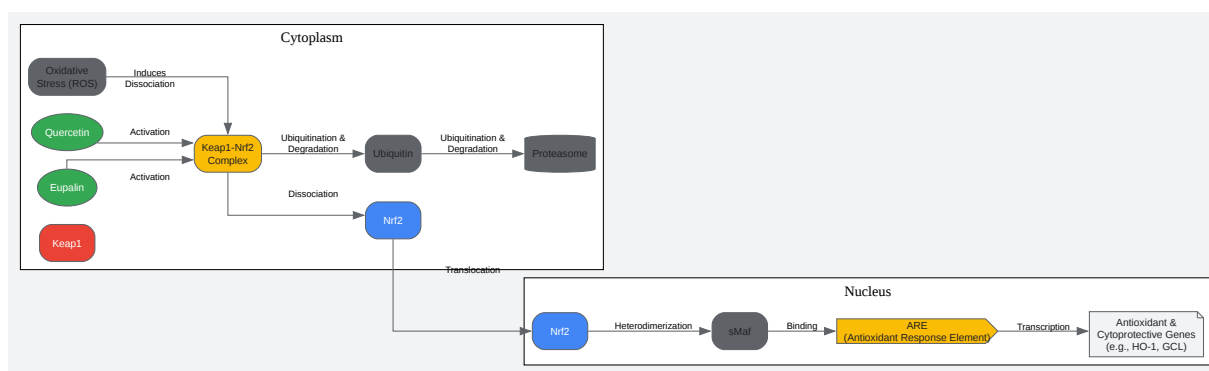 Cytoplasm
Oxidative
Stress (ROS)
Induces
Dissociation
Quercetin
Activation
Keap1-Nrf2
Complex
Ubiquitination &
Degradation
Ubiquitin
Ubiquitination &
Degradation
Proteasome
Eupalin
Activation
Dissociation
Nrf2
Keap1
Translocation
Nucleus
Nrf2
Heterodimerization
sMaf
Binding
ARE
(Antioxidant Response Element)
Transcription
Antioxidant &
Cytoprotective Genes
(e.g., HO-1, GCL)